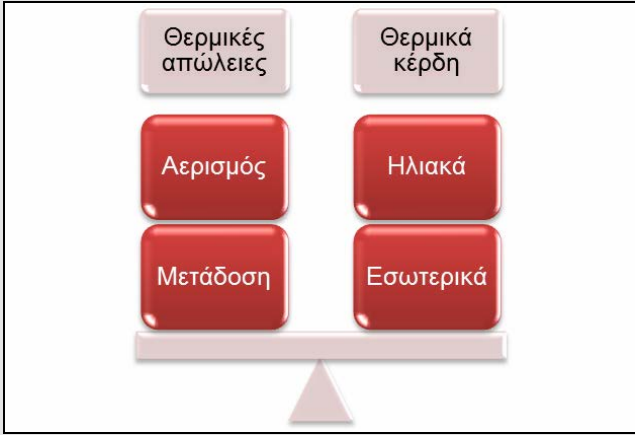 Θερμικές
απώλειες
Θερμικά
κέρδη
Αερισμός
Ηλιακά
Μετάδοση
Εσωτερικά